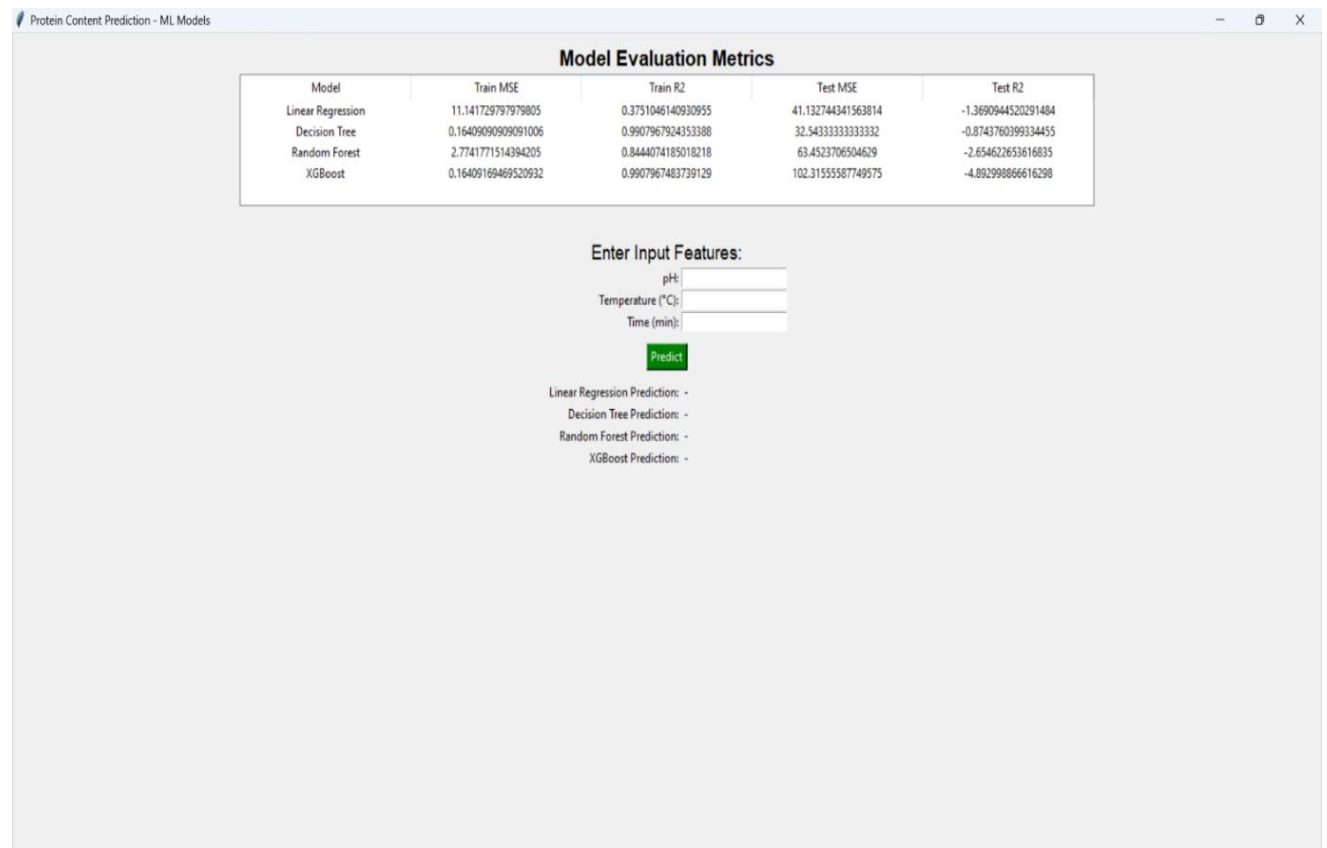 Protein Content Prediction - ML Models
Model Evaluation Metrics
Model Train MSE Train R2 Test MSE Test R2
Linear Regression 11.141729797979805 0.3751046140930955 41.132744341563814 -1.3690944520291484
Decision Tree 0.16409090909091006 0.9907967924353388 32.54333333333332 -0.8743760399334455
Random Forest 2.7741771514394205 0.8444074185018218 63.4523706504629 -2.654622653616835
XGBoost 0.16409169469520932 0.9907967483739129 102.31555587749575 -4.892998866616298
Enter Input Features:
pH:
Temperature (°C):
Time (min):
Predict
Linear Regression Prediction: -
Decision Tree Prediction: -
Random Forest Prediction: -
XGBoost Prediction: -